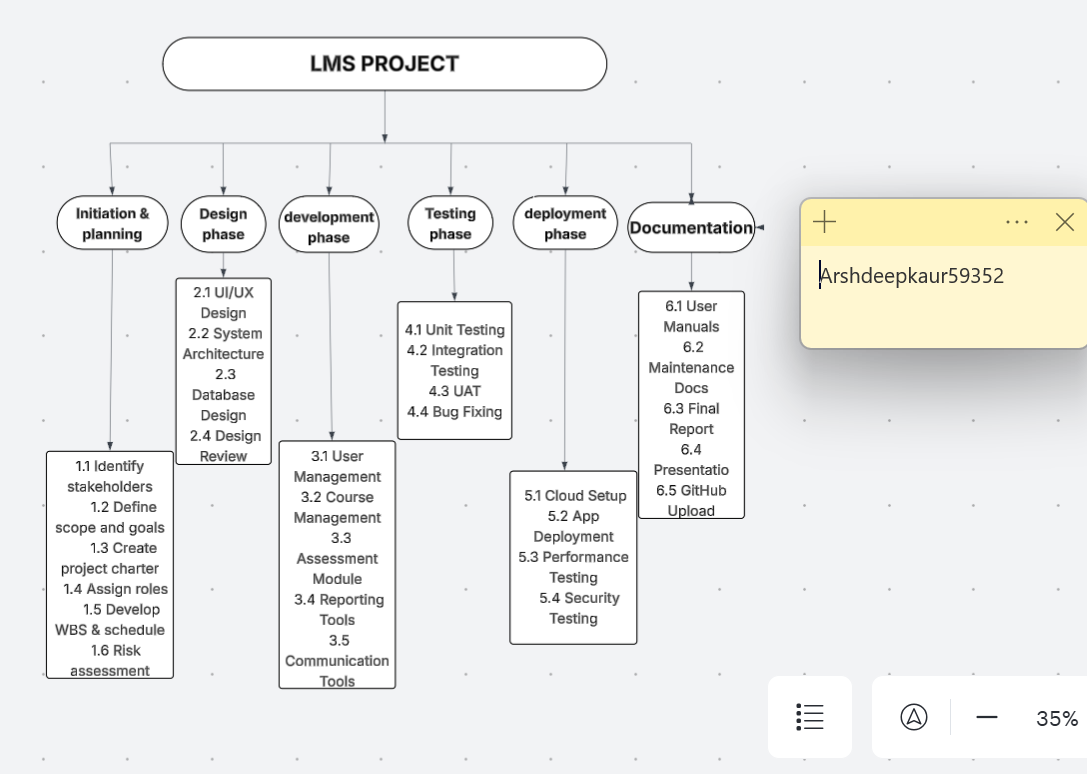 LMS PROJECT
Initiation &
planning
Design
phase
development
phase
Testing
phase
deployment
phase
Documentation
Arshdeepkaur59352
1.1 Identify
stakeholders
1.2 Define
scope and goals
1.3 Create
project charter
1.4 Assign roles
1.5 Develop
WBS & schedule
1.6 Risk
assessment
2.1 UI/UX
Design
2.2 System
Architecture
2.3
Database
Design
2.4 Design
Review
3.1 User
Management
3.2 Course
Management
3.3
Assessment
Module
3.4 Reporting
Tools
3.5
Communication
Tools
4.1 Unit Testing
4.2 Integration
Testing
4.3 UAT
4.4 Bug Fixing
5.1 Cloud Setup
5.2 App
Deployment
5.3 Performance
Testing
5.4 Security
Testing
6.1 User
Manuals
6.2
Maintenance
Docs
6.3 Final
Report
6.4
Presentatio
6.5 GitHub
Upload
35%